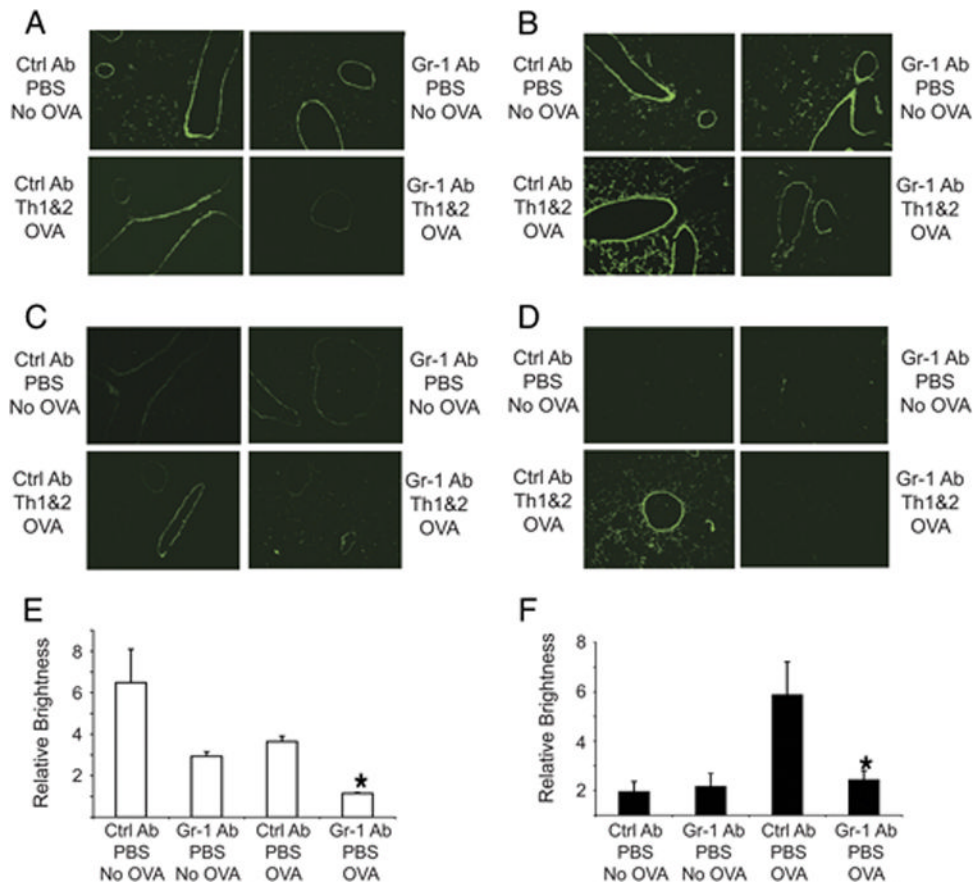 A
Ctrl Ab
PBS
No OVA
Gr-1 Ab
PBS
No OVA
Ctrl Ab
Th1&2
OVA
Gr-1 Ab
Th1&2
OVA
B
Ctrl Ab
PBS
No OVA
Gr-1 Ab
PBS
No OVA
Ctrl Ab
Th1&2
OVA
Gr-1 Ab
Th1&2
OVA
C
Ctrl Ab
PBS
No OVA
Gr-1 Ab
PBS
No OVA
Ctrl Ab
Th1&2
OVA
Gr-1 Ab
Th1&2
OVA
D
Ctrl Ab
PBS
No OVA
Gr-1 Ab
PBS
No OVA
Ctrl Ab
Th1&2
OVA
Gr-1 Ab
Th1&2
OVA
E
Relative Brightness
8
6
4
2
*
Ctrl Ab Gr-1 Ab Ctrl Ab Gr-1 Ab
PBS PBS PBS PBS
No OVA No OVA OVA OVA
F
Relative Brightness
8
6
4
2
*
Ctrl Ab Gr-1 Ab Ctrl Ab Gr-1 Ab
PBS PBS PBS PBS
No OVA No OVA OVA OVA